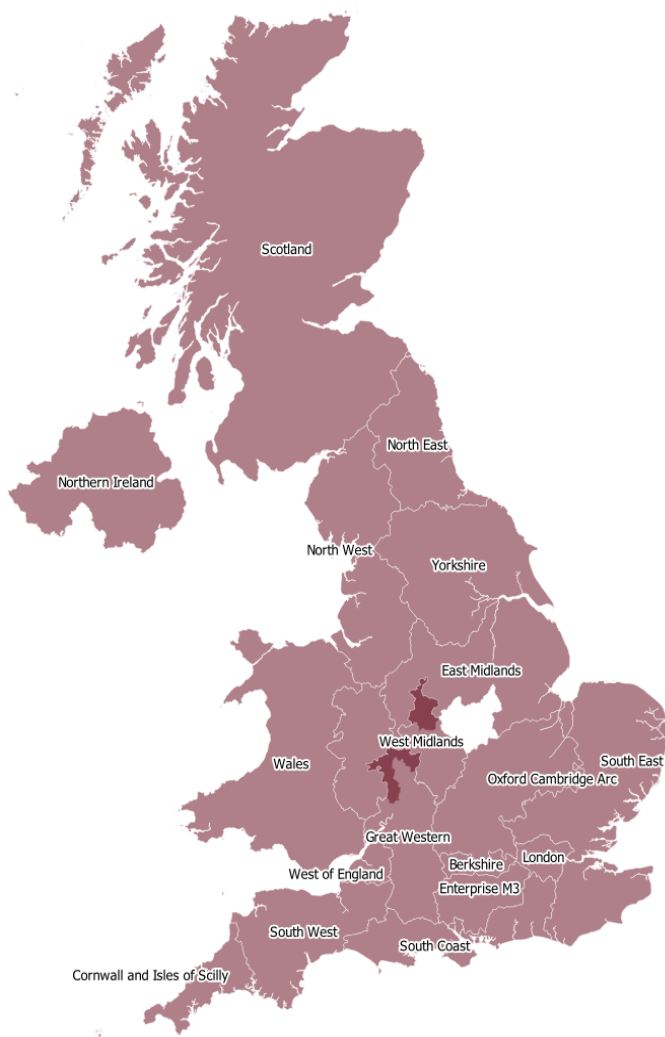 Scotland
North East
Northern Ireland
North West
Yorkshire
East Midlands
West Midlands
Wales
South East
Oxford Cambridge Arc
Great Western
London
Berkshire
West of England
Enterprise M3
South West
South Coast
Cornwall and Isles of Scilly